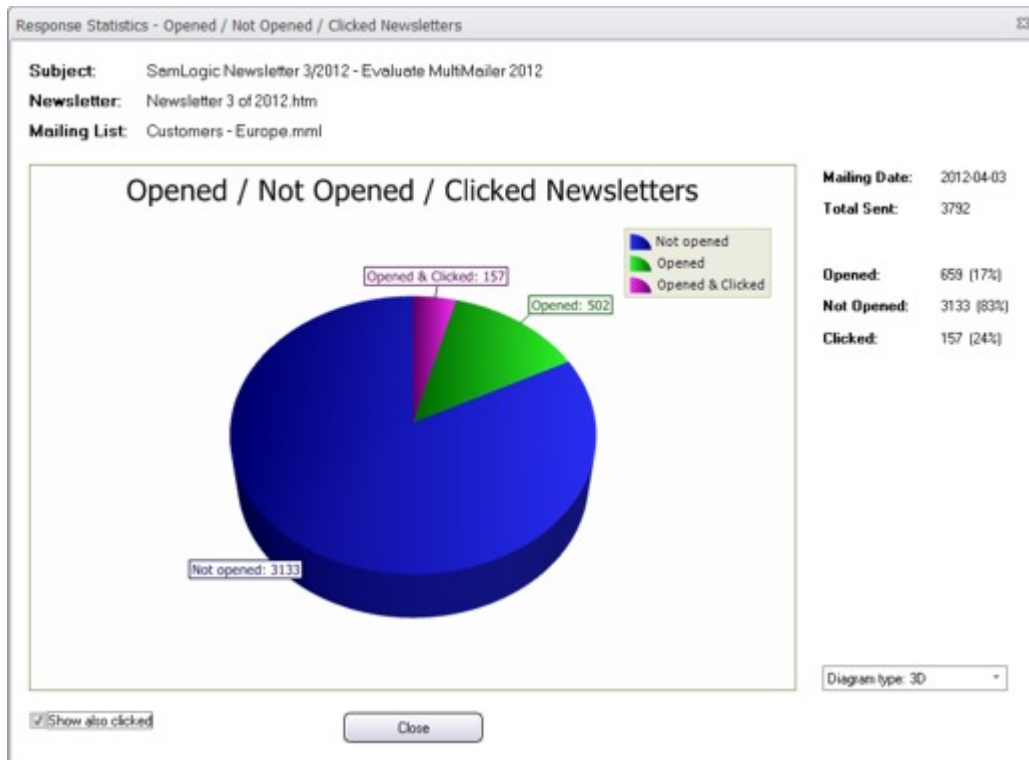 Response Statistics - Opened / Not Opened / Clicked Newsletters
Subject: SamLogic Newsletter 3/2012 - Evaluate MultiMailer 2012
Newsletter: Newsletter 3 of 2012.htm
Mailing List: Customers - Europe.mml
Opened / Not Opened / Clicked Newsletters
Not opened
Opened
Opened & Clicked
Opened & Clicked: 157
Opened: 502
Not opened: 3133
Mailing Date: 2012-04-03
Total Sent: 3792
Opened: 659 (17%)
Not Opened: 3133 (83%)
Clicked: 157 (24%)
Diagram type: 3D
Show also clicked
Close